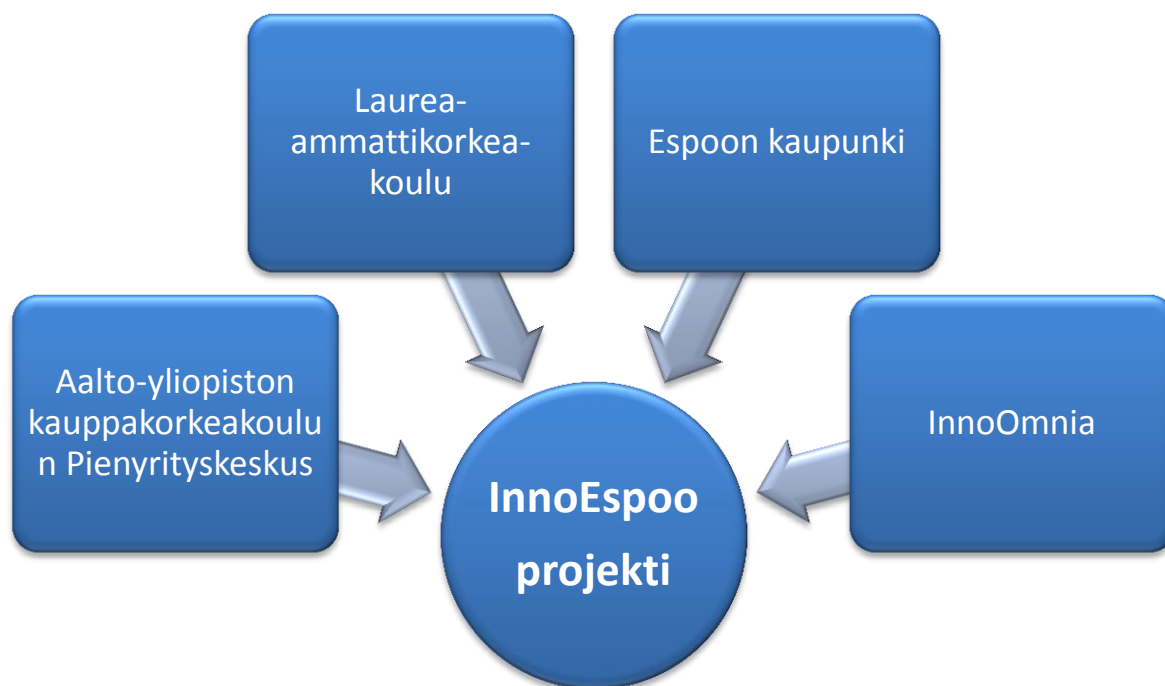 Laurea-
ammattikorkea-
koulu
Espoon kaupunki
Aalto-yliopiston
kauppakorkeakoulu
n Pienyrityskeskus
InnoOmnia
InnoEspoo
projekti